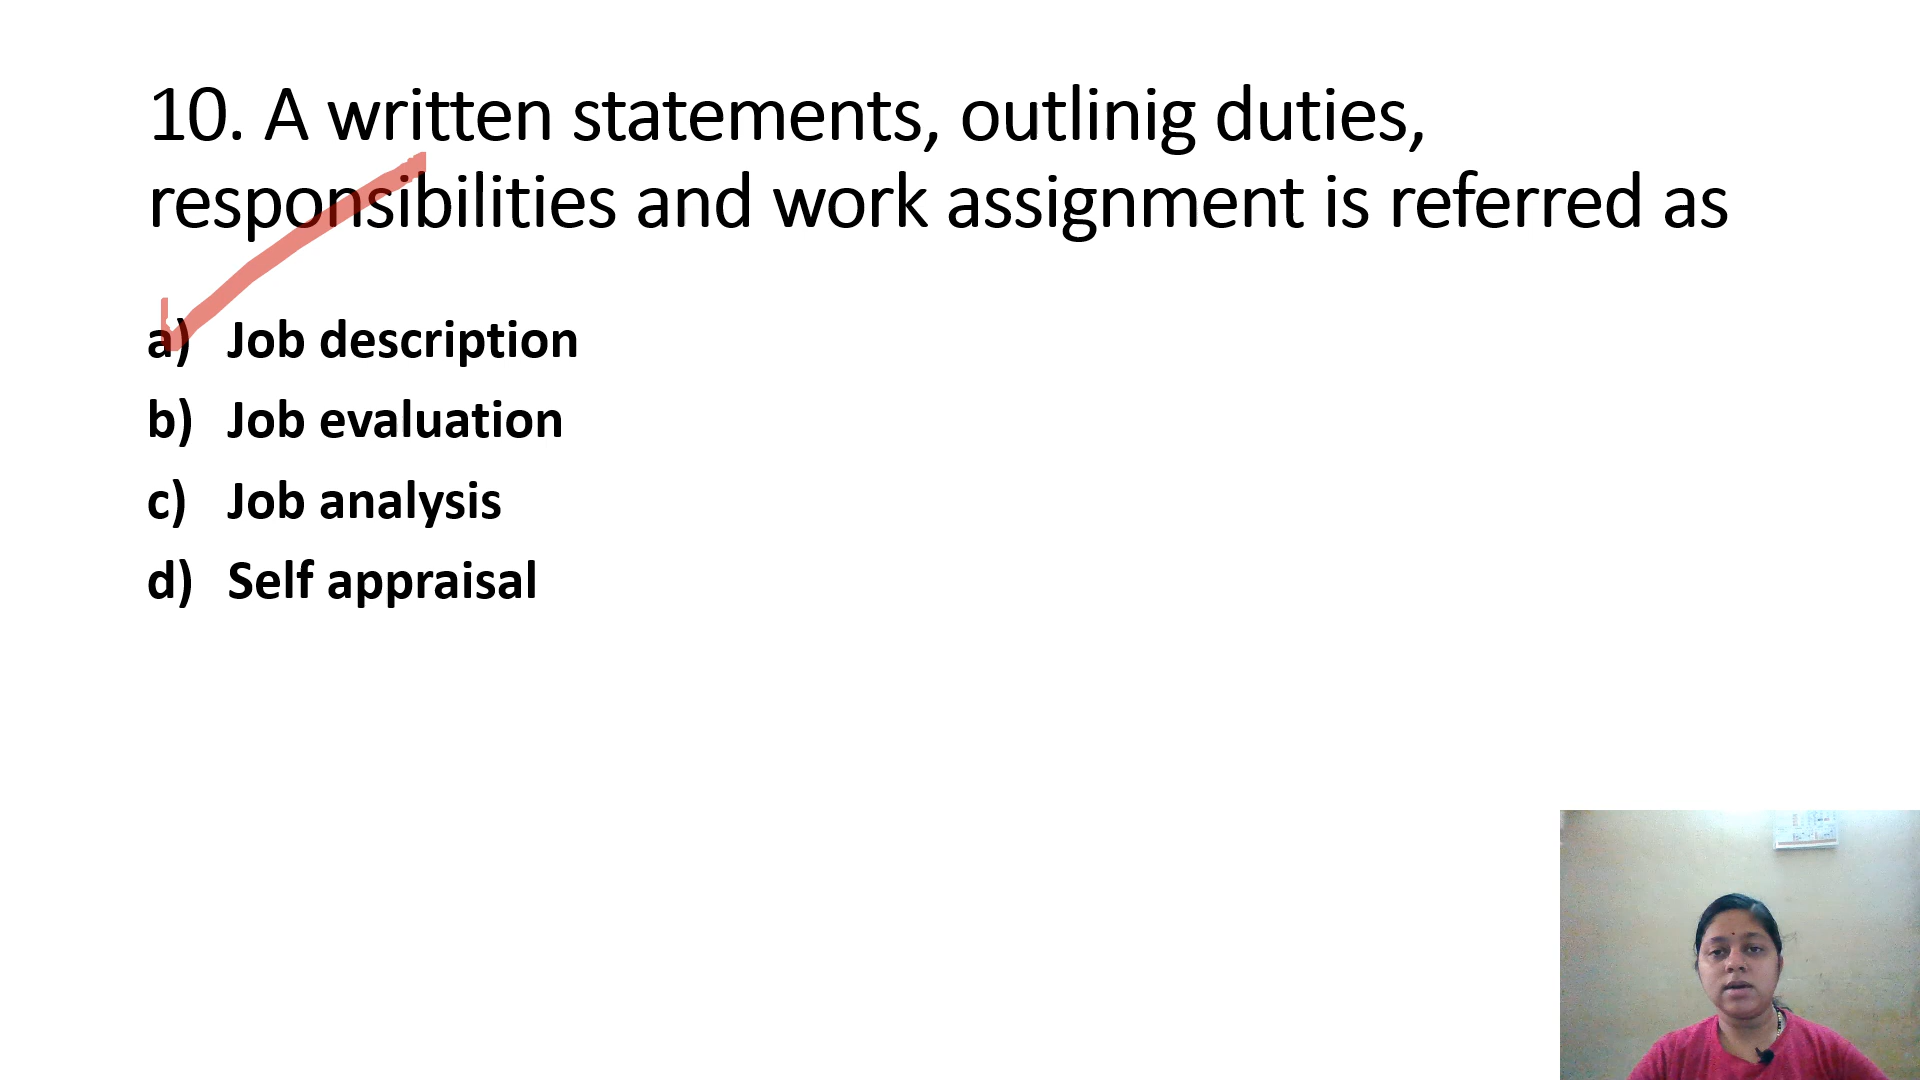 10. A written statements, outlinig duties,
responsibilities and work assignment is referred as
a) Job description
b) Job evaluation
c) Job analysis
d) Self appraisal